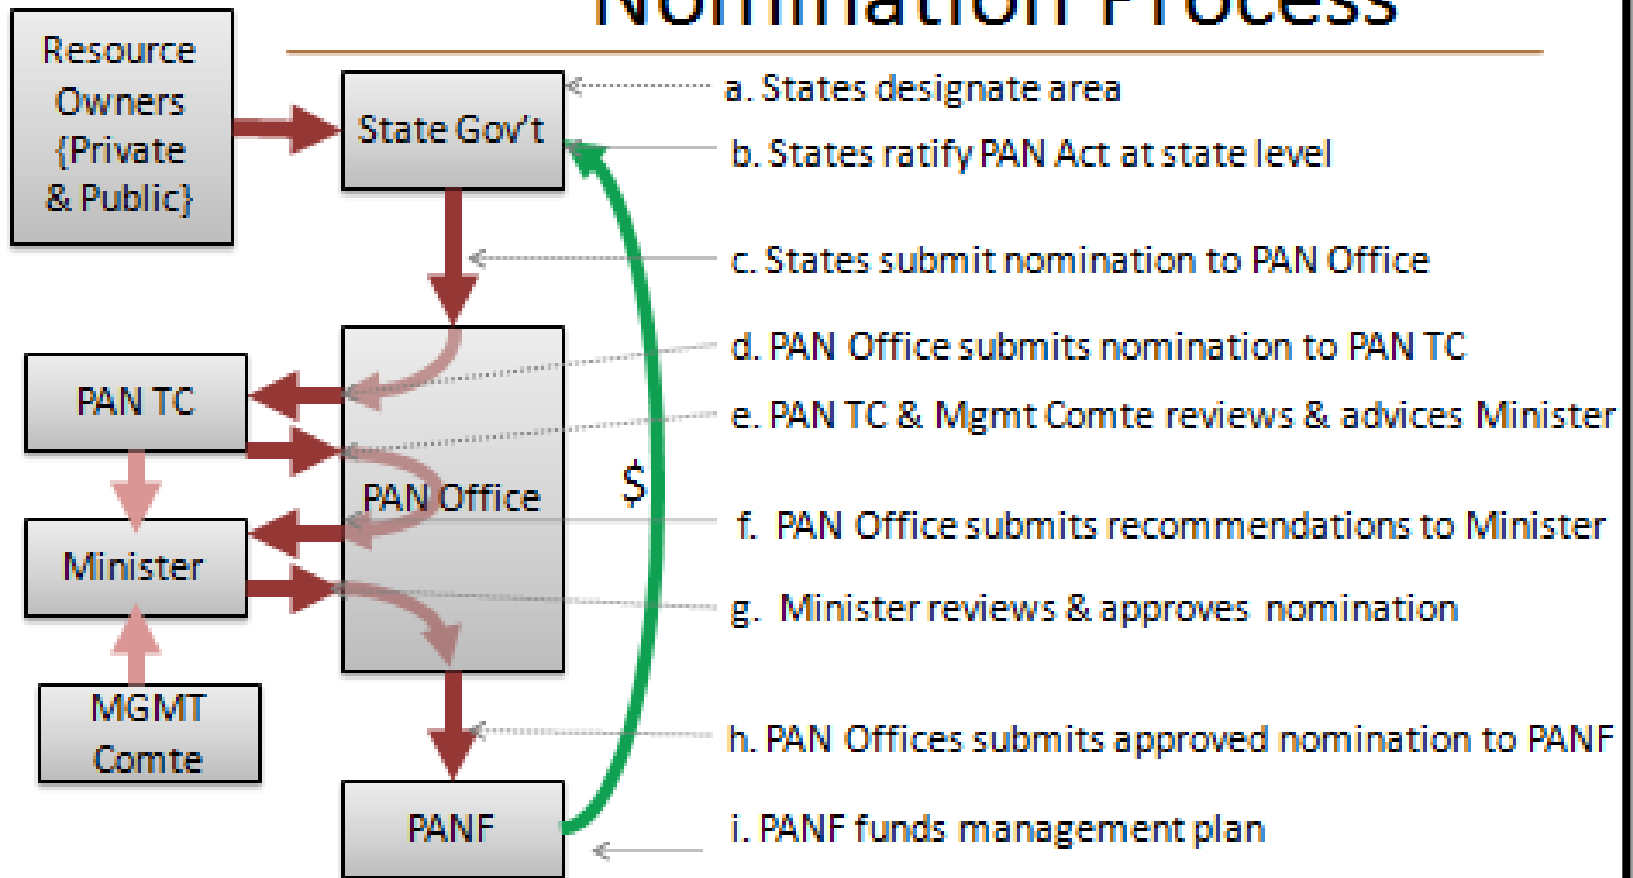 Nomination Process
Resource
Owners
{Private
& Public}
State Gov't
a. States designate area
b. States ratify PAN Act at state level
c. States submit nomination to PAN Office
d. PAN Office submits nomination to PAN TC
PAN TC
e. PAN TC & Mgmt Comte reviews & advices Minister
$
PAN Office
f. PAN Office submits recommendations to Minister
Minister
g. Minister reviews & approves nomination
MGMT
Comte
h. PAN Offices submits approved nomination to PANF
PANF
i. PANF funds management plan